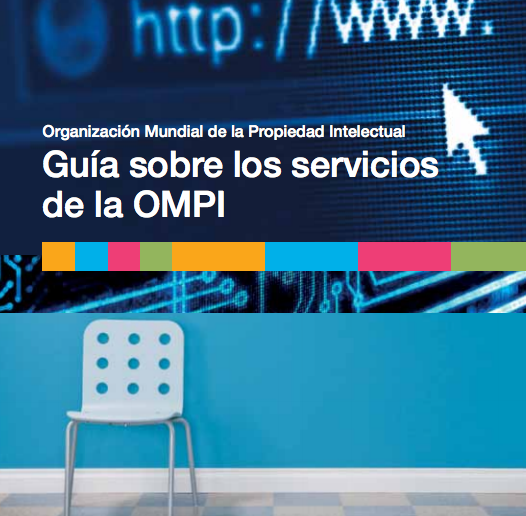 http://www.
Organización Mundial de la Propiedad Intelectual
Guía sobre los servicios
de la OMPI